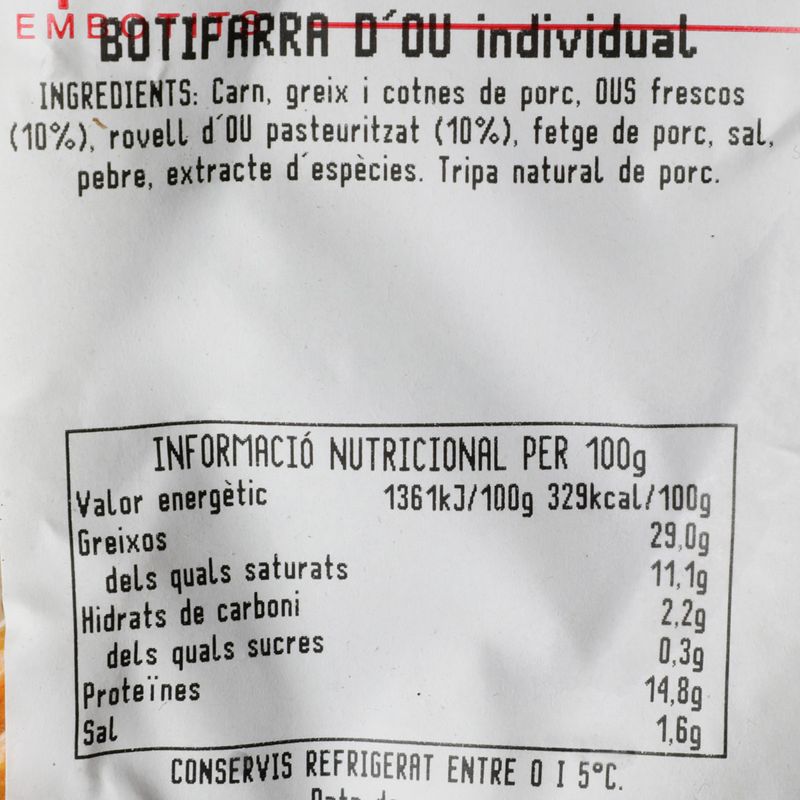 EMBOTITS
BOTIFARRA D´OU individual
INGREDIENTS: Carn, greix i cotnes de porc, OUS frescos
(10%), rovell d´OU pasteuritzat (10%), fetge de porc, sal,
pebre, extracte d´espècies. Tripa natural de porc.
INFORMACIÓ NUTRICIONAL PER 100g
Valor energètic 1361kJ/100g 329kcal/100g
Greixos 29,0g
dels quals saturats 11,1g
Hidrats de carboni 2,2g
dels quals sucres 0,3g
Proteïnes 14,8g
Sal 1,6g
CONSERVIS REFRIGERAT ENTRE 0 I 5°C.